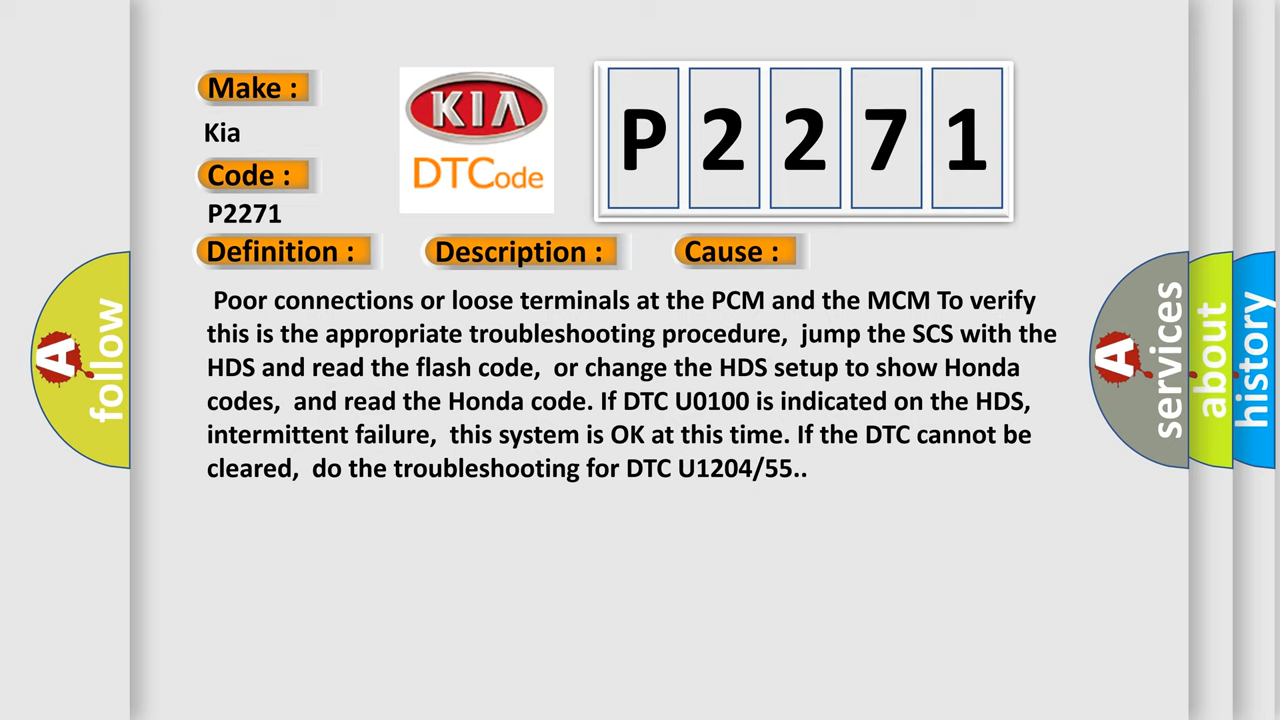 Make :
Kia
Code :
P2271
KIA
DTCode
P 2 2 7 1
Definition :
Description :
Cause :
Poor connections or loose terminals at the PCM and the MCM To verify
this is the appropriate troubleshooting procedure,  jump the SCS with the
HDS and read the flash code,  or change the HDS setup to show Honda
codes,  and read the Honda code. If DTC U0100 is indicated on the HDS,
intermittent failure,  this system is OK at this time. If the DTC cannot be
cleared,  do the troubleshooting for DTC U1204/55..
A follow
A services
about
history